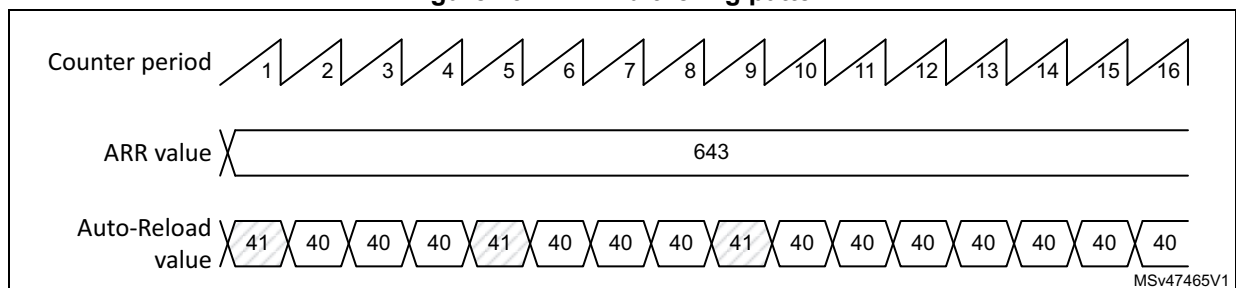 Counter period 1 2 3 4 5 6 7 8 9 10 11 12 13 14 15 16
ARR value 643
Auto-Reload
value
41 40 40 40 41 40 40 40 41 40 40 40 40 40 40 40
MSv47465V1